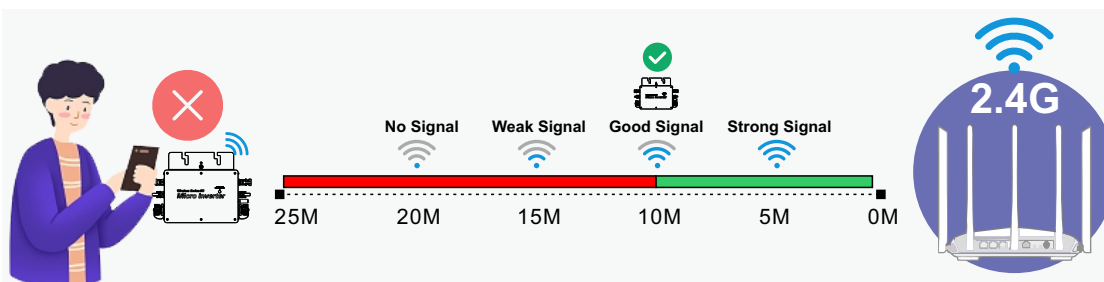 2.4G
No Signal
Weak Signal
Good Signal
Strong Signal
Micro Inverter
25M
20M
15M
10M
5M
0M